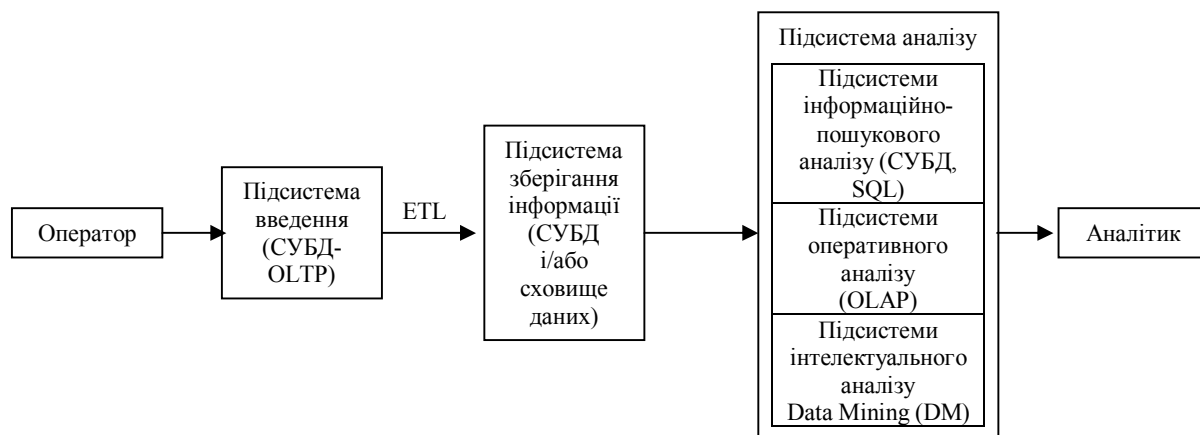 Оператор
Підсистема
введення
(СУБД-
OLTP)
ETL
Підсистема
зберігання
інформації
(СУБД
і/або
сховище
даних)
Підсистема аналізу
Підсистеми
інформаційно-
пошукового
аналізу (СУБД,
SQL)
Підсистеми
оперативного
аналізу
(OLAP)
Підсистеми
інтелектуального
аналізу
Data Mining (DM)
Аналітик